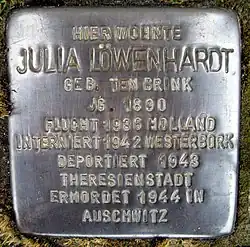 HIER WOHNTE
JULIA LÖWENHARDT
GEB. TEN BRINK
JG. 1890
FLUCHT 1936 HOLLAND
INTERNIERT 1942 WESTERBORK
DEPORTIERT 1943
THERESIENSTADT
ERMORDET 1944 IN
AUSCHWITZ